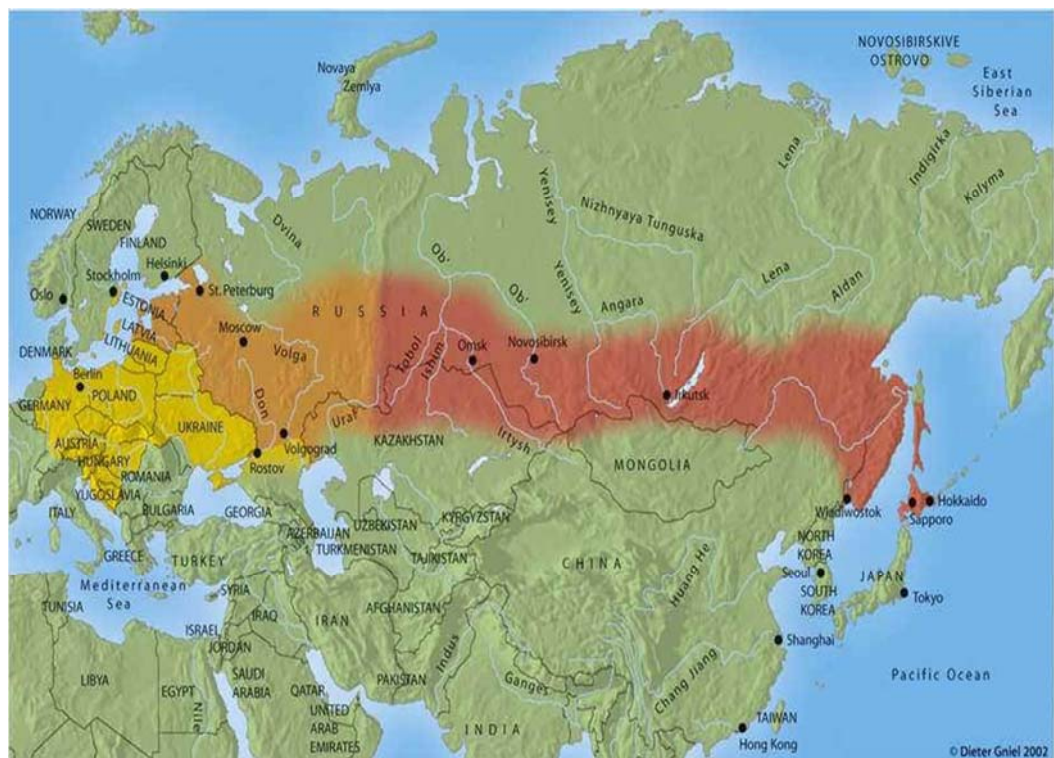 NOVOSIBIRSKIVE
OSTROVO
East
Siberian
Sea
Novaya
Zemlya
Lena
Indigirka
Kolyma
Yenisey
Nizhnyaya Tunguska
NORWAY
SWEDEN
FINLAND
Dvina
Ob'
Helsinki
Stockholm
Oslo
St. Peterburg
ESTONIA
LATVIA
LITHUANIA
RUSSIA
Ob'
Yenisey
Angara
Lena
Aldan
Moscow
Volga
Tobol
Ishim
Omsk
Novosibirsk
Irkutsk
DENMARK
Berlin
GERMANY
POLAND
Don
Ural
UKRAINE
Volgograd
Rostov
KAZAKHSTAN
Irtysh
MONGOLIA
AUSTRIA
HUNGARY
ROMANIA
YUGOSLAVIA
BULGARIA
ITALY
GREECE
GEORGIA
AZERBAIJAN
UZBEKISTAN
TURKMENISTAN
KYRGYZSTAN
TAJIKISTAN
Wladiwostok
Hokkaido
Sapporo
NORTH
KOREA
Seoul
SOUTH
KOREA
JAPAN
Tokyo
CHINA
Huang He
TURKEY
Mediterranean
Sea
TUNISIA
SYRIA
IRAQ
IRAN
AFGHANISTAN
ISRAEL
JORDAN
Indus
PAKISTAN
Ganges
Chang Jiang
Shanghai
Pacific Ocean
LIBYA
EGYPT
Nile
SAUDI
ARABIA
QATAR
UNITED
ARAB
EMIRATES
INDIA
TAIWAN
Hong Kong
© Dieter Gniel 2002